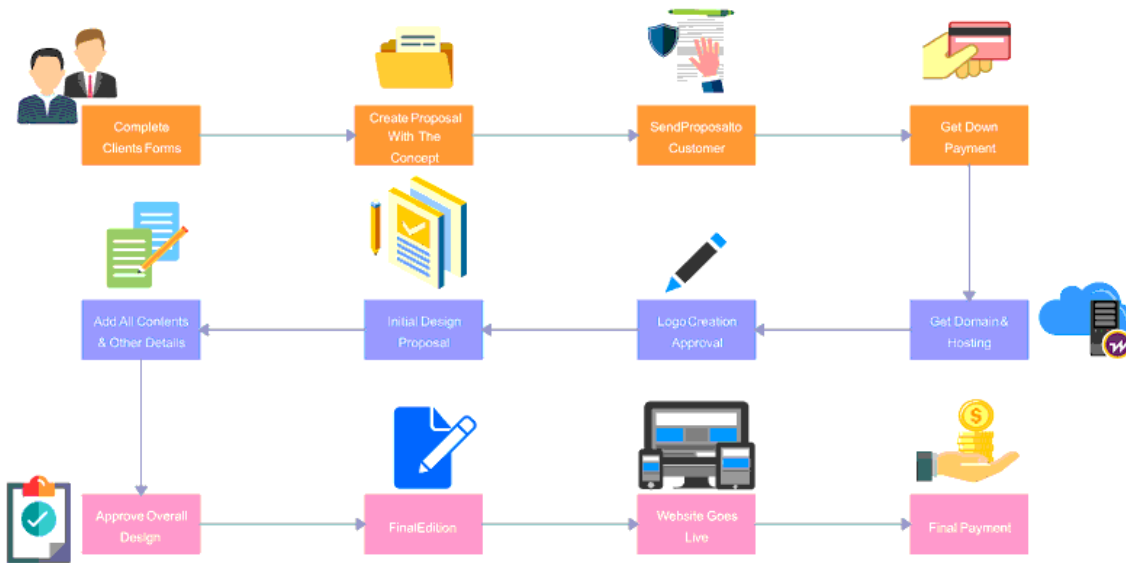 Complete
Clients Forms
Create Proposal
With The
Concept
SendProposalto
Customer
Get Down
Payment
Get Domain&
Hosting
Logo Creation
Approval
Initial Design
Proposal
Add All Contents
& Other Details
Approve Overall
Design
FinalEdition
Website Goes
Live
Final Payment